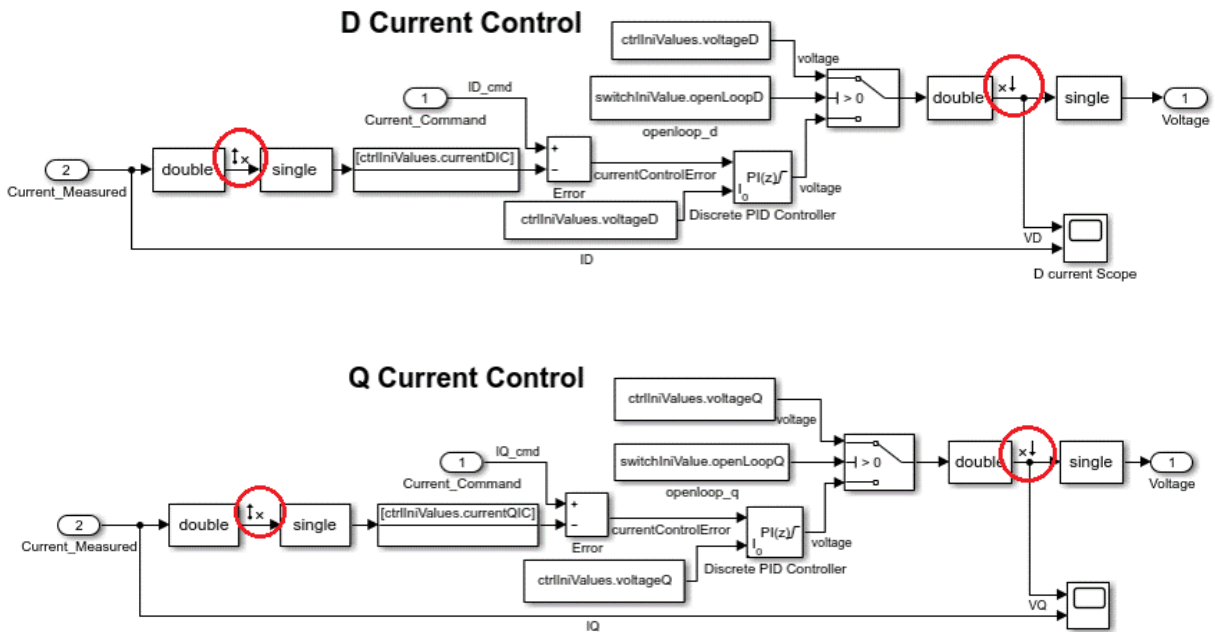 D Current Control
ctrlIniValues.voltageD
voltage
ID_cmd
1
Current_Command
switchIniValue.openLoopD
> 0
openloop_d
double
×
single
1
Voltage
2
Current_Measured
double
×
single
[ctrlIniValues.currentDIC]
+
−
Error
currentControlError
PI(z)
I0
voltage
Discrete PID Controller
ctrlIniValues.voltageD
VD
ID
D current Scope
Q Current Control
ctrlIniValues.voltageQ
voltage
IQ_cmd
1
Current_Command
switchIniValue.openLoopQ
> 0
openloop_q
double
×
single
1
Voltage
2
Current_Measured
double
×
single
[ctrlIniValues.currentQIC]
+
−
Error
currentControlError
PI(z)
I0
voltage
Discrete PID Controller
ctrlIniValues.voltageQ
VQ
IQ